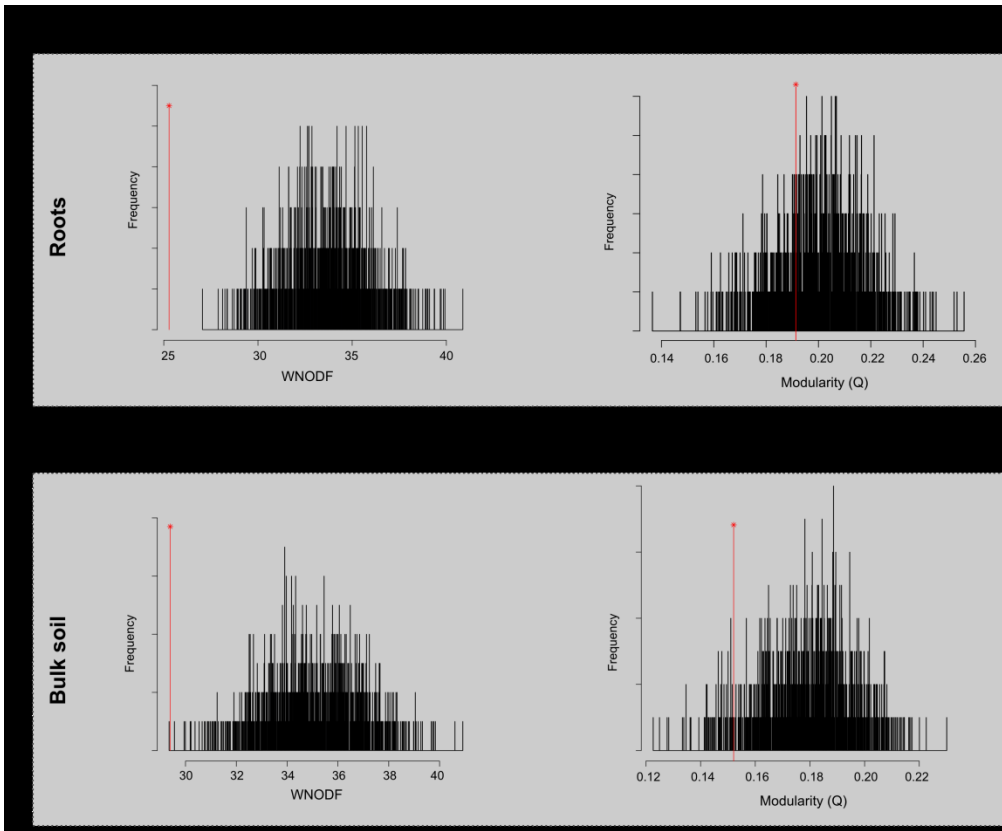 Roots
Frequency
25 30 35 40
WNODF
Frequency
0.14 0.16 0.18 0.20 0.22 0.24 0.26
Modularity (Q)
Bulk soil
Frequency
30 32 34 36 38 40
WNODF
Frequency
0.12 0.14 0.16 0.18 0.20 0.22
Modularity (Q)